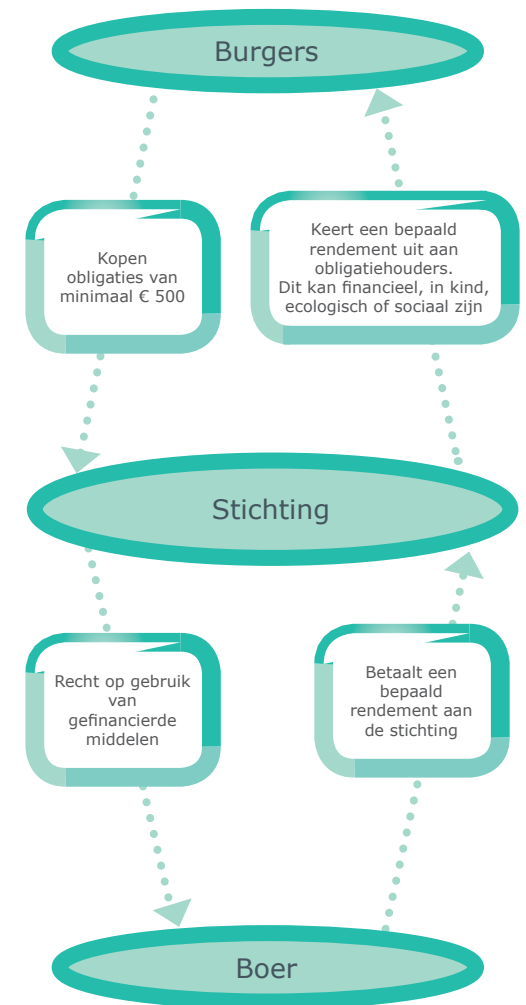 Burgers
Kopen
obligaties van
minimaal € 500
Keert een bepaald
rendement uit aan
obligatiehouders.
Dit kan financieel, in kind,
ecologisch of sociaal zijn
Stichting
Recht op gebruik
van
gefinancierde
middelen
Betaalt een
bepaald
rendement aan
de stichting
Boer